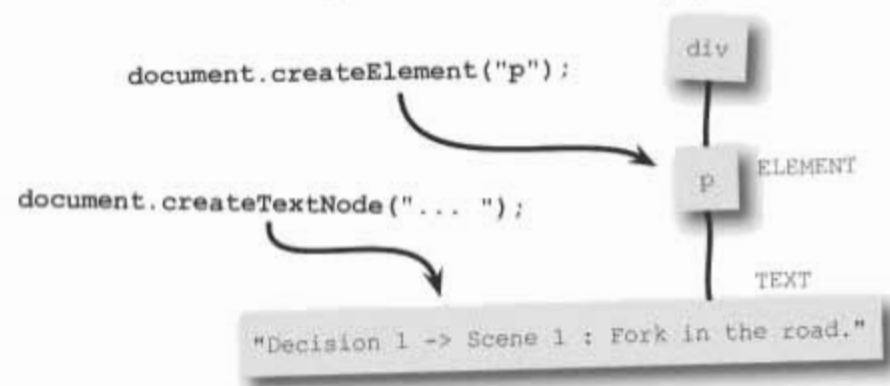 div
document.createElement("p");
p
ELEMENT
document.createTextNode("... ");
TEXT
"Decision 1 -> Scene 1 : Fork in the road."